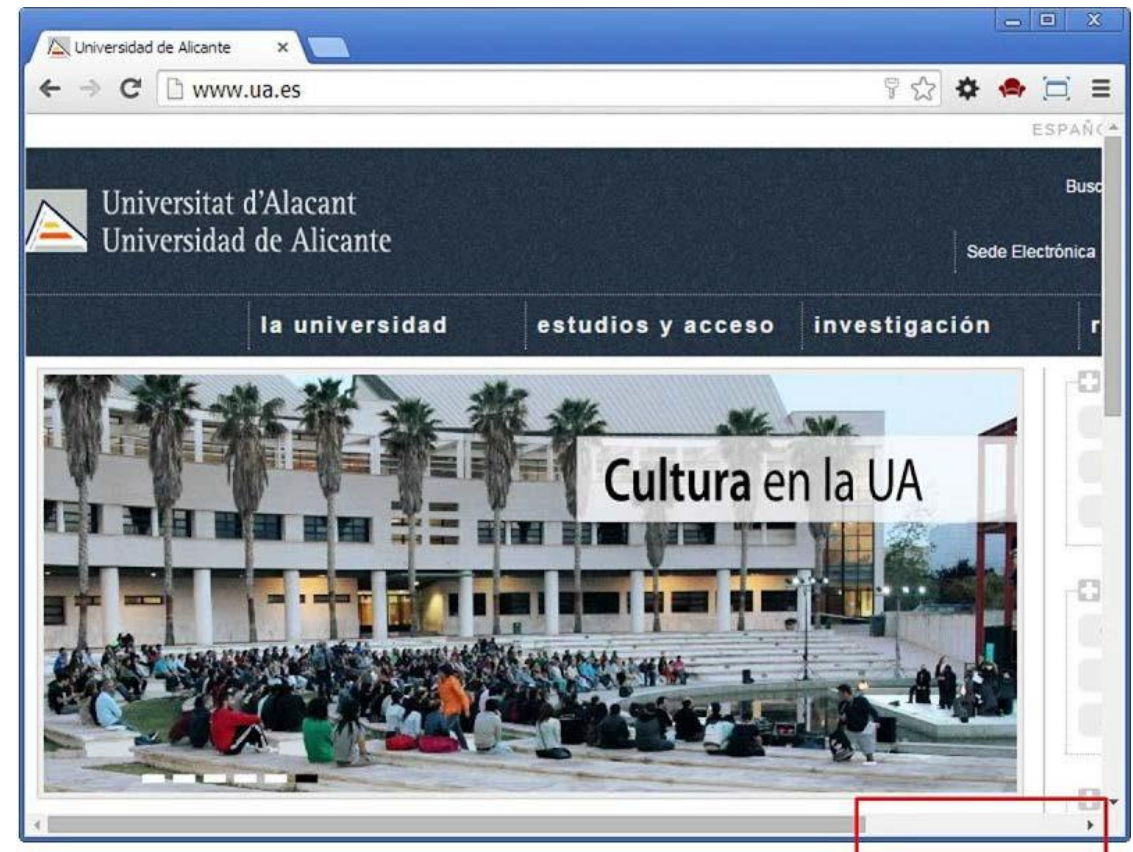 Universidad de Alicante
www.ua.es
ESPAÑ
Universitat d'Alacant
Universidad de Alicante
Busc
Sede Electrónica
la universidad
estudios y acceso
investigación
r
Cultura en la UA